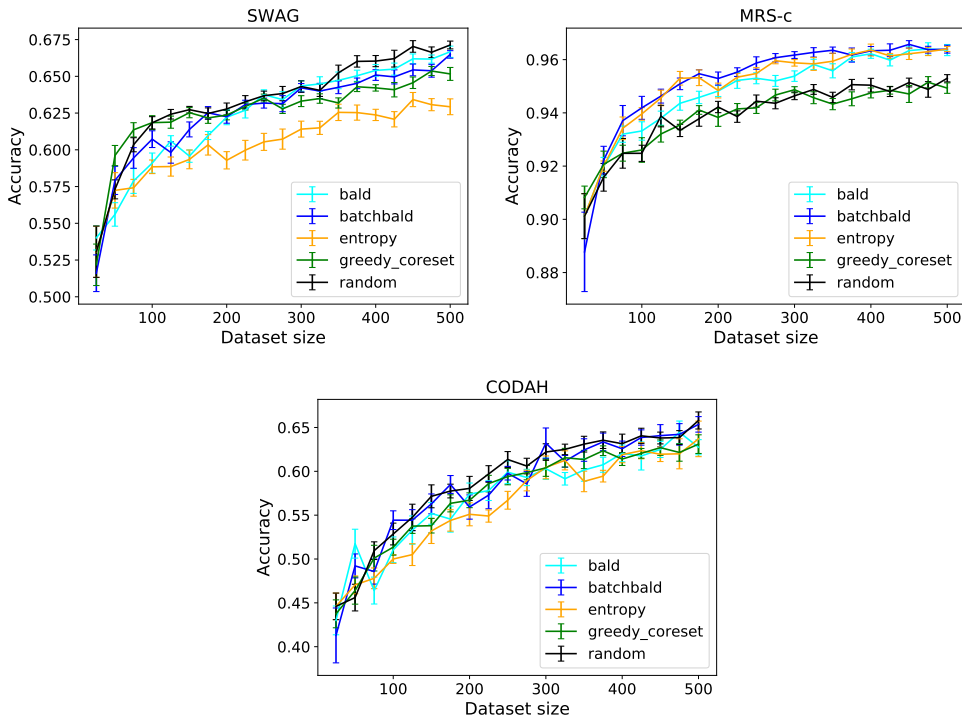 SWAG
Accuracy
0.675
0.650
0.625
0.600
0.575
0.550
0.525
0.500
bald
batchbald
entropy
greedy_coreset
random
100 200 300 400 500
Dataset size
MRS-c
Accuracy
0.96
0.94
0.92
0.90
0.88
bald
batchbald
entropy
greedy_coreset
random
100 200 300 400 500
Dataset size
CODAH
Accuracy
0.65
0.60
0.55
0.50
0.45
0.40
bald
batchbald
entropy
greedy_coreset
random
100 200 300 400 500
Dataset size